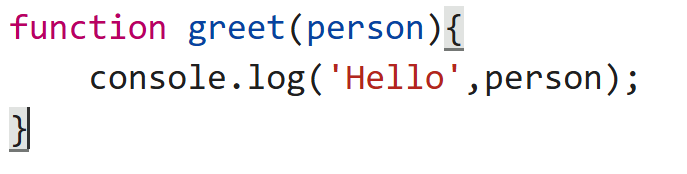 function greet(person){
    console.log('Hello',person);
}